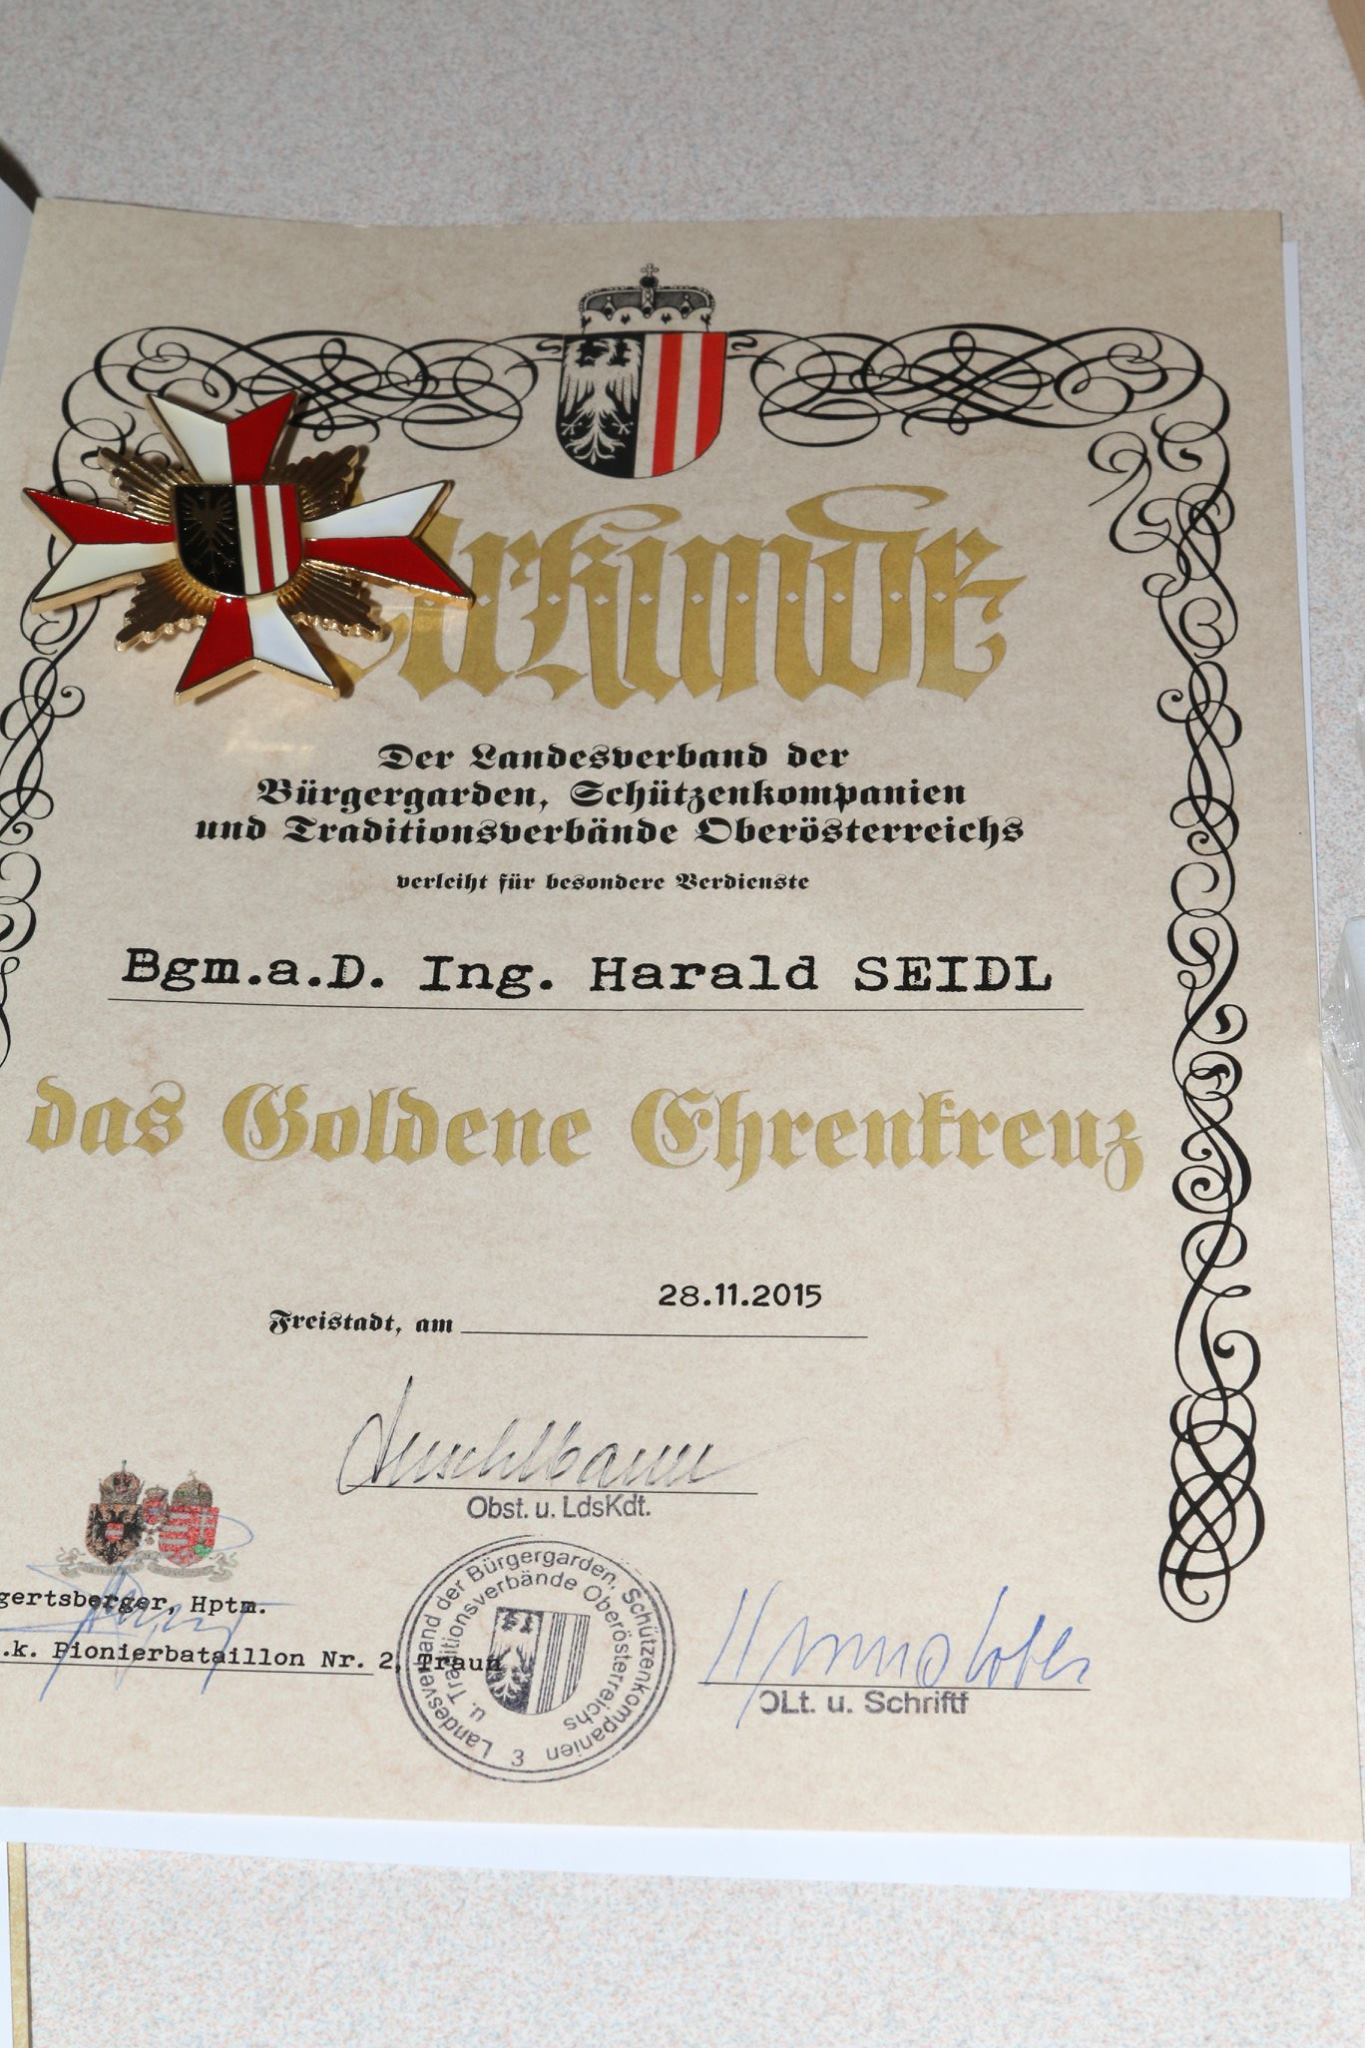 Urkunde
Der Landesverband der
Bürgergarden, Schützenkompanien
und Traditionsverbände Oberösterreichs
verleiht für besondere Verdienste
Bgm.a.D. Ing. Harald SEIDL
das Goldene Ehrenkreuz
28.11.2015
Freistadt, am
Obst. u. LdsKdt.
gertsberger, Hptm.
.k. Pionierbataillon Nr. 2, Traun
Landesverband der Bürgergarden, Schützenkompanien
u. Traditionsverbände Oberösterreichs
OLt. u. Schriftf